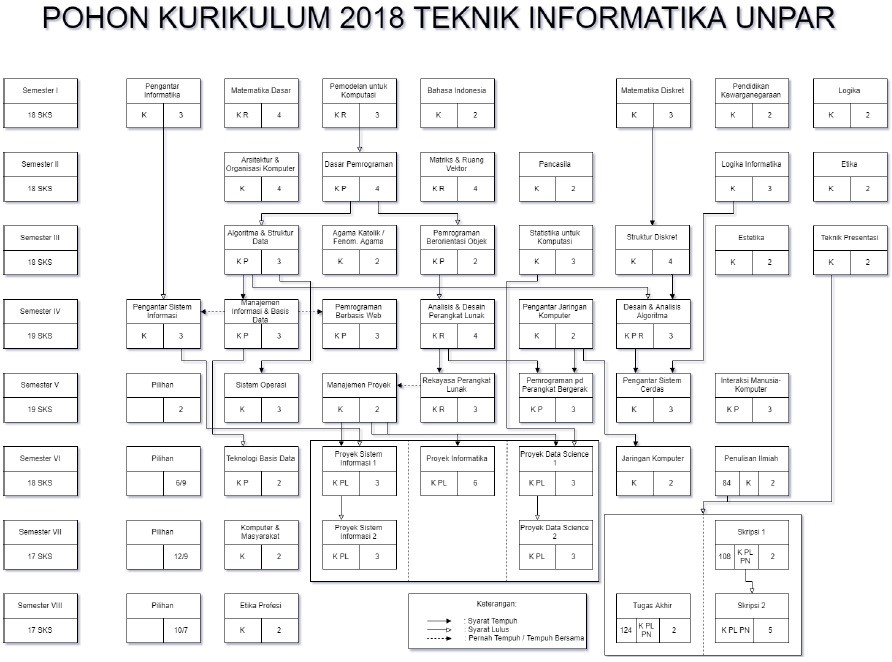 POHON KURIKULUM 2018 TEKNIK INFORMATIKA UNPAR
Semester I
18 SKS
Pengantar
Informatika
K 3
Matematika Dasar
K R 4
Pemodelan untuk
Komputasi
K R 3
Bahasa Indonesia
K 2
Matematika Diskret
K 3
Pendidikan
Kewarganegaraan
K 2
Logika
K 2
Semester II
18 SKS
Arsitektur &
Organisasi Komputer
K 4
Dasar Pemrograman
K P 4
Matriks & Ruang
Vektor
K R 4
Pancasila
K 2
Logika Informatika
K 3
Etika
K 2
Semester III
18 SKS
Algoritma & Struktur
Data
K P 3
Agama Katolik /
Fenom. Agama
K 2
Pemrograman
Berorientasi Objek
K P 2
Statistika untuk
Komputasi
K 3
Struktur Diskret
K 4
Estetika
K 2
Teknik Presentasi
K 2
Semester IV
19 SKS
Pengantar Sistem
Informasi
K 3
Manajemen
Informasi & Basis
Data
K P 3
Pemrograman
Berbasis Web
K P 3
Analisis & Desain
Perangkat Lunak
K R 4
Pengantar Jaringan
Komputer
K 2
Desain & Analisis
Algoritma
K P R 3
Semester V
19 SKS
Pilihan
2
Sistem Operasi
K 3
Manajemen Proyek
K 2
Rekayasa Perangkat
Lunak
K R 3
Pemrograman pd
Perangkat Bergerak
K P 3
Pengantar Sistem
Cerdas
K 3
Interaksi Manusia-
Komputer
K P 3
Semester VI
18 SKS
Pilihan
6/9
Teknologi Basis Data
K P 2
Proyek Sistem
Informasi 1
K PL 3
Proyek Informatika
K PL 6
Proyek Data Science
1
K PL 3
Jaringan Komputer
K 2
Penulisan Ilmiah
84 K 2
Semester VII
17 SKS
Pilihan
12/9
Komputer &
Masyarakat
K 2
Proyek Sistem
Informasi 2
K PL 3
Proyek Data Science
2
K PL 3
Skripsi 1
108 K PL
PN 2
Semester VIII
17 SKS
Pilihan
10/7
Etika Profesi
K 2
Keterangan:
: Syarat Tempuh
: Syarat Lulus
: Pernah Tempuh / Tempuh Bersama
Tugas Akhir
124 K PL
PN 2
Skripsi 2
K PL PN 5